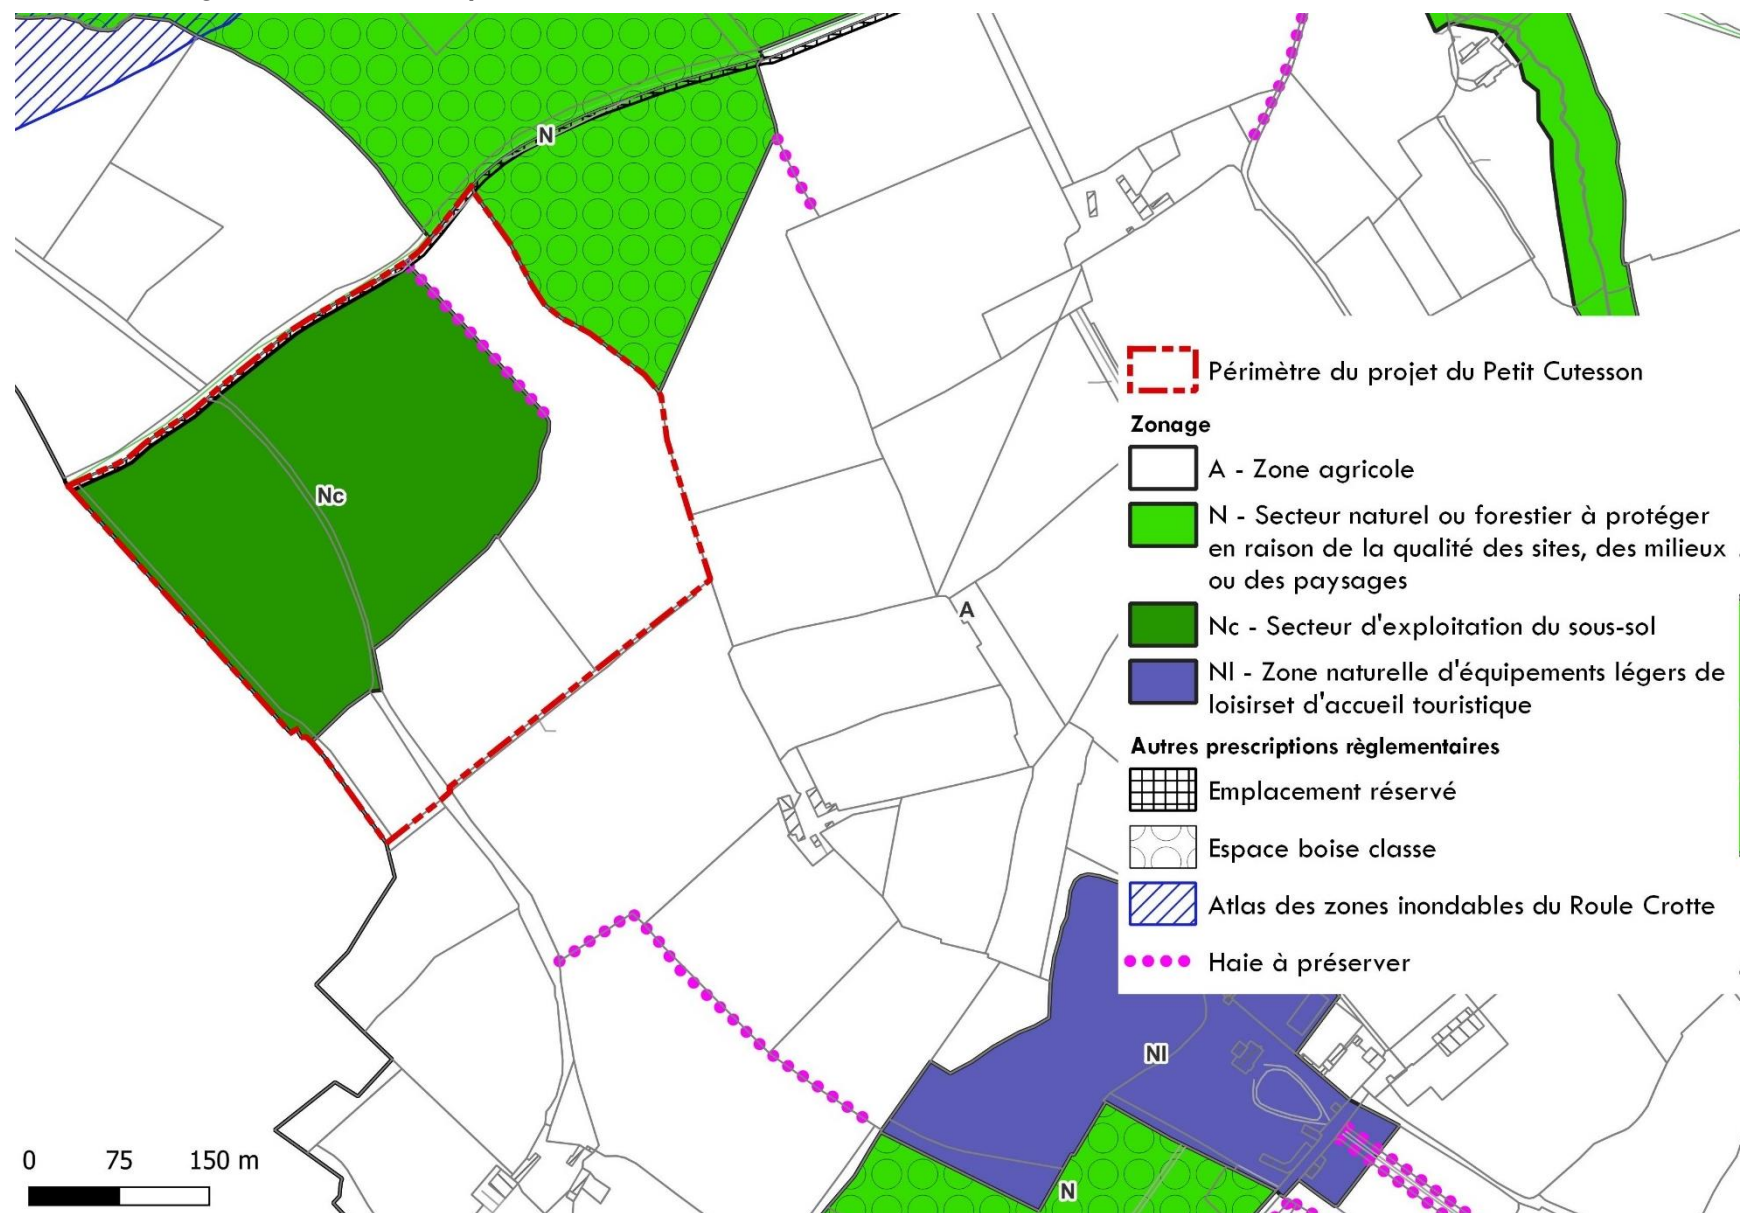 N
Nc
A
Nl
N
Périmètre du projet du Petit Cutesson
Zonage
A - Zone agricole
N - Secteur naturel ou forestier à protéger
en raison de la qualité des sites, des milieux
ou des paysages
Nc - Secteur d'exploitation du sous-sol
Nl - Zone naturelle d'équipements légers de
loisirset d'accueil touristique
Autres prescriptions règlementaires
Emplacement réservé
Espace boise classe
Atlas des zones inondables du Roule Crotte
Haie à préserver
0 75 150 m